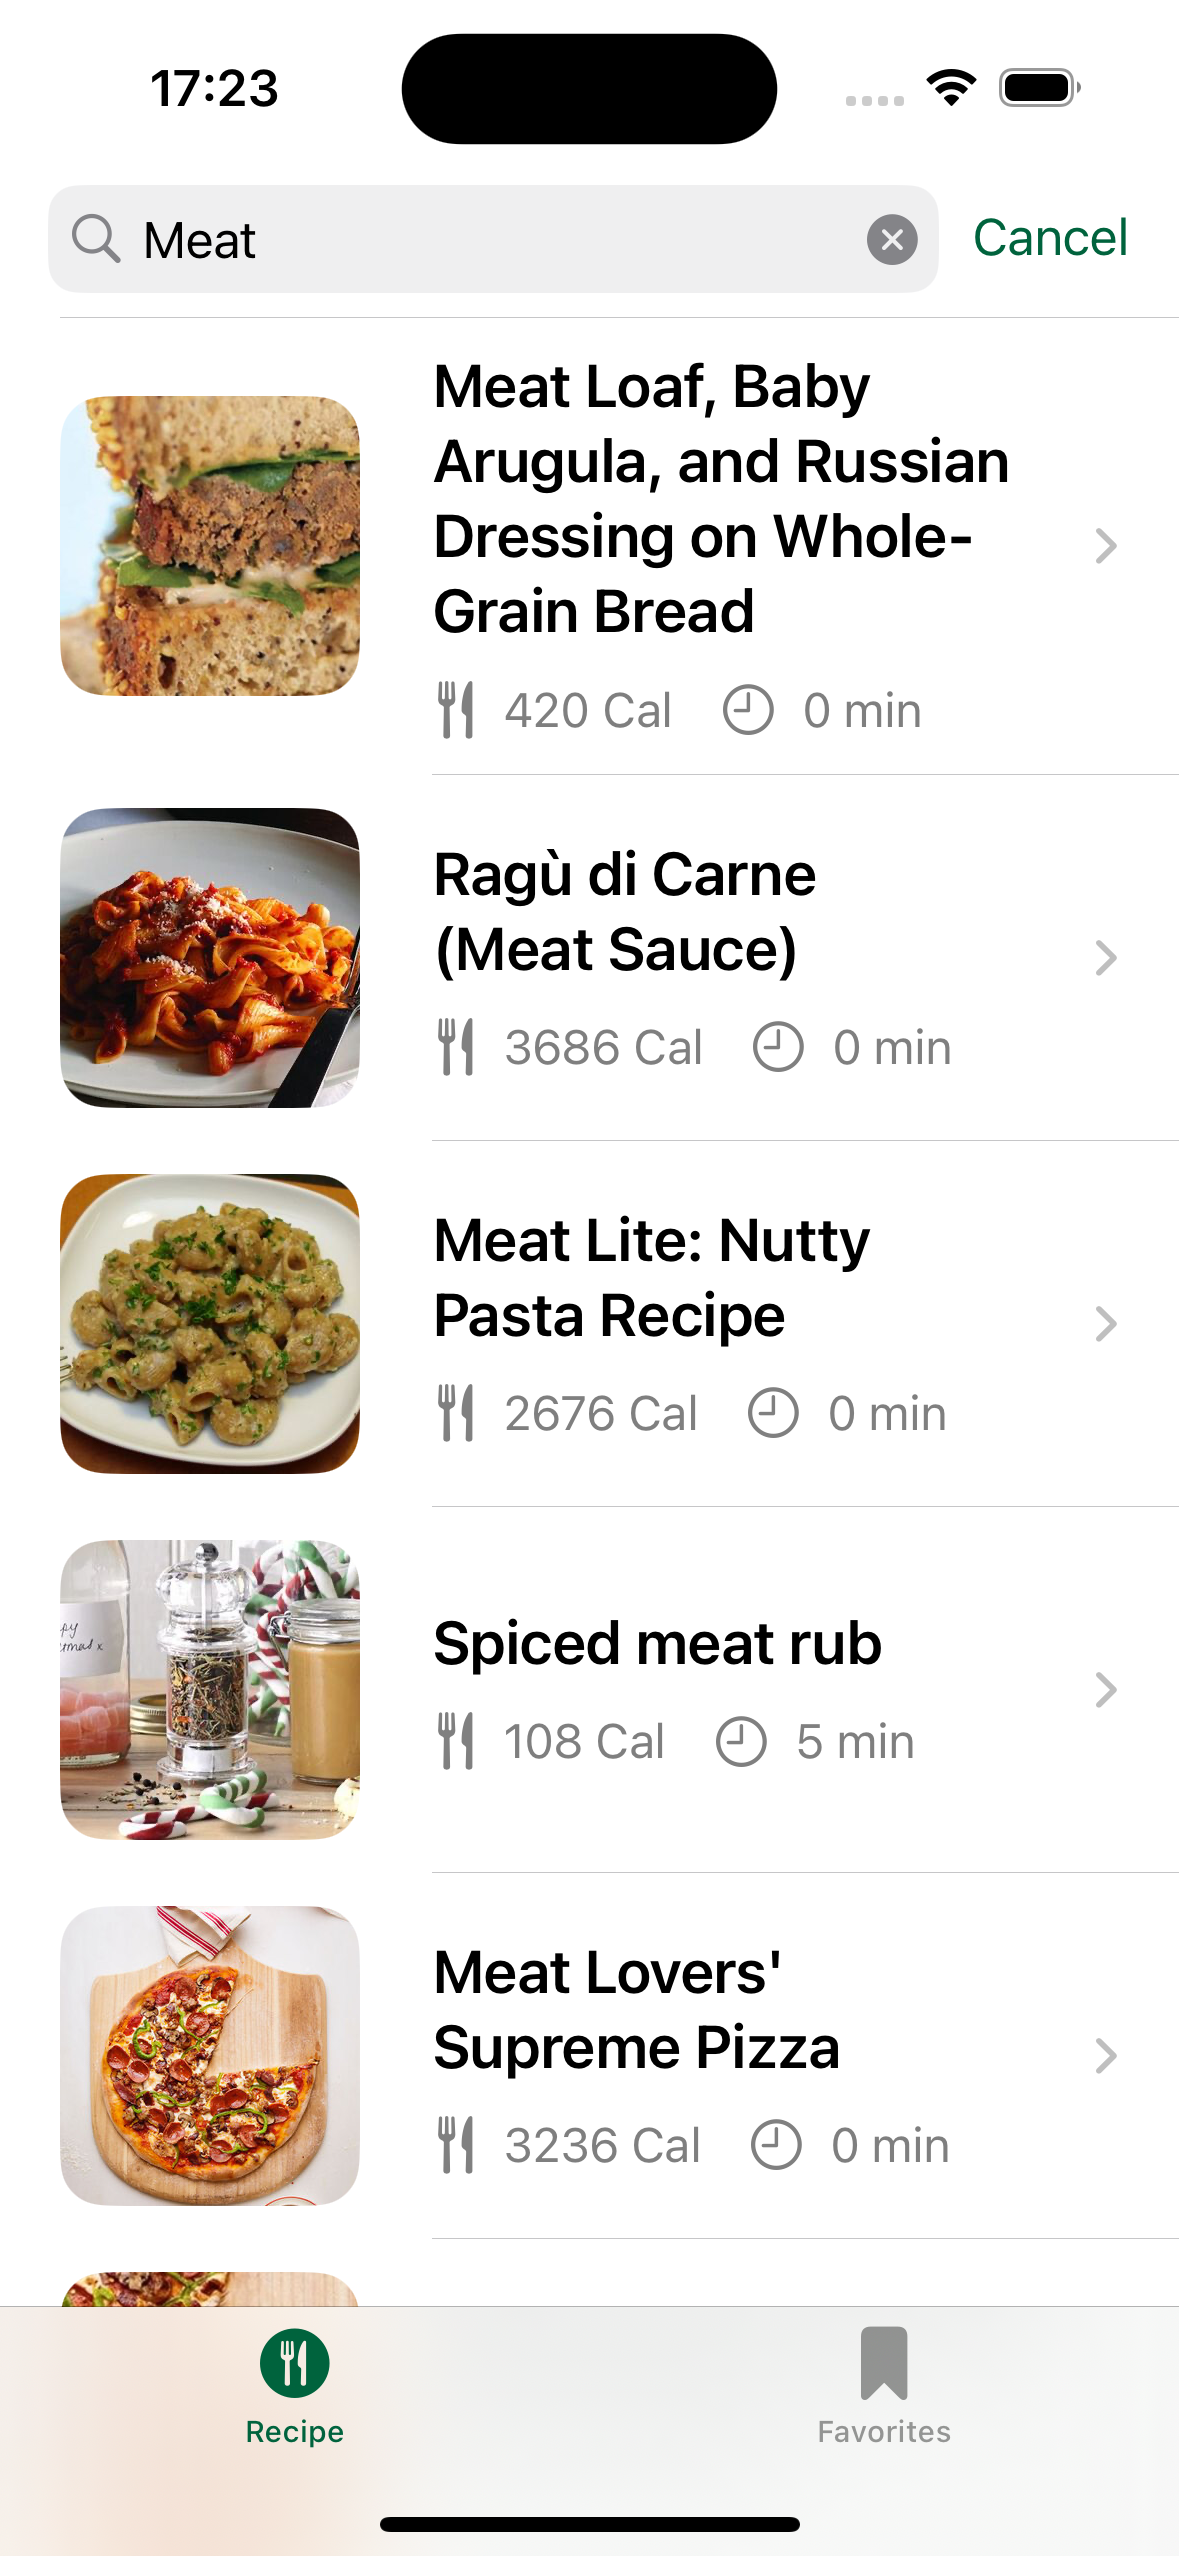 17:23
Meat
Cancel
Meat Loaf, Baby
Arugula, and Russian
Dressing on Whole-
Grain Bread
420 Cal 0 min
Ragù di Carne
(Meat Sauce)
3686 Cal 0 min
Meat Lite: Nutty
Pasta Recipe
2676 Cal 0 min
Spiced meat rub
108 Cal 5 min
Meat Lovers'
Supreme Pizza
3236 Cal 0 min
Recipe
Favorites